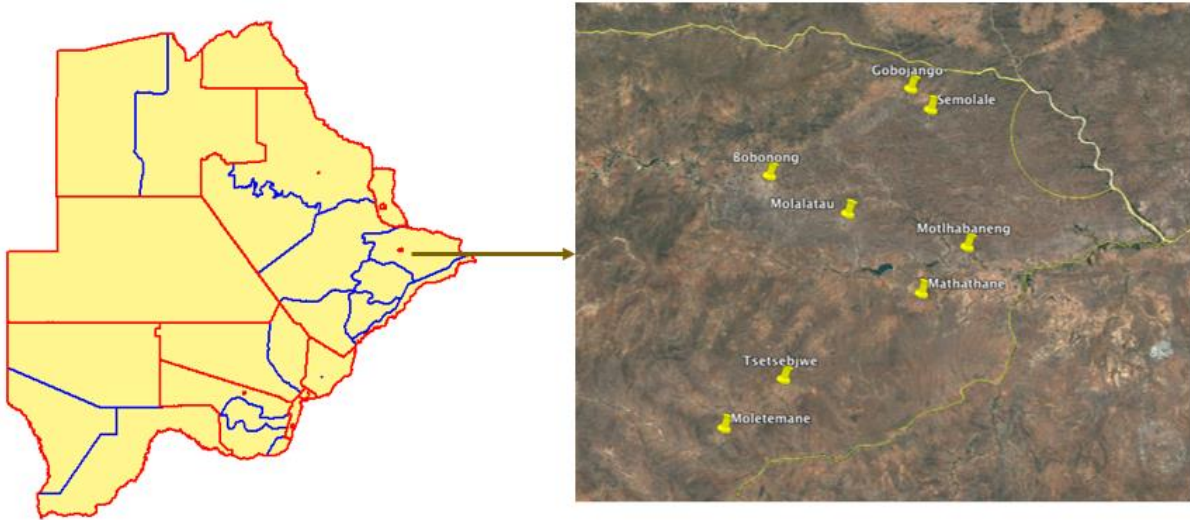 Gobojango
Semolale
Bobonong
Molalatau
Motlhabaneng
Mathathane
Tsetsebjwe
Moletemane